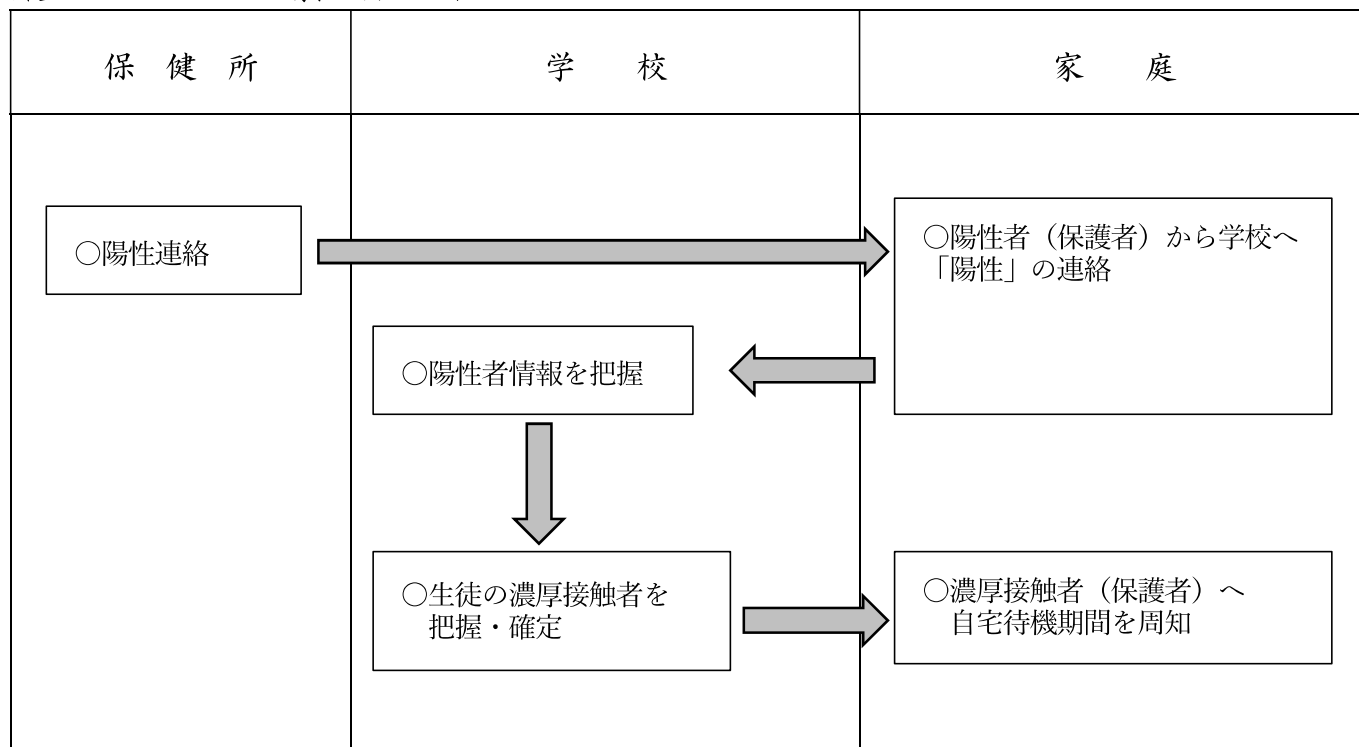 保健所
学校
家庭
○陽性連絡
○陽性者（保護者）から学校へ
「陽性」の連絡
○陽性者情報を把握
○生徒の濃厚接触者を
把握・確定
○濃厚接触者（保護者）へ
自宅待機期間を周知